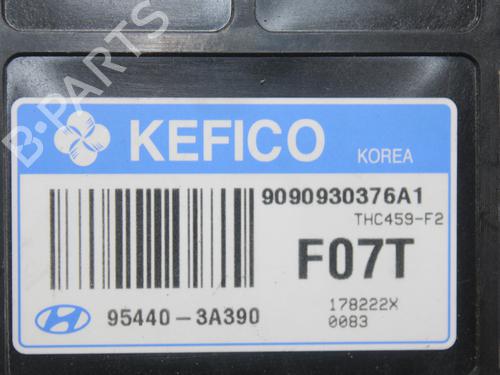 B-PARTS
KEFICO
KOREA
9090930376A1
THC459-F2
F07T
95440-3A390
178222X
0083